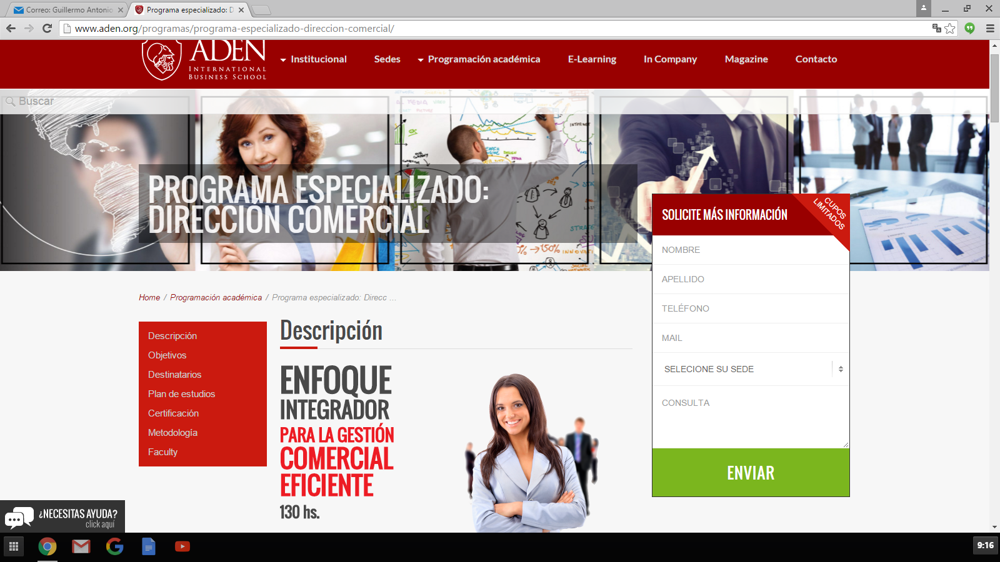 Correo: Guillermo Antonio
Programa especializado: D
www.aden.org/programas/programa-especializado-direccion-comercial/
ADEN
INTERNATIONAL
BUSINESS SCHOOL
Institucional
Sedes
Programación académica
E-Learning
In Company
Magazine
Contacto
Buscar
PROGRAMA ESPECIALIZADO:
DIRECCIÓN COMERCIAL
SOLICITE MÁS INFORMACIÓN
CUPOS
LIMITADOS
NOMBRE
APELLIDO
TELÉFONO
MAIL
SELECIONE SU SEDE
CONSULTA
ENVIAR
Home / Programación académica / Programa especializado: Direcc ...
Descripción
Objetivos
Destinatarios
Plan de estudios
Certificación
Metodología
Faculty
Descripción
ENFOQUE
INTEGRADOR
PARA LA GESTIÓN
COMERCIAL
EFICIENTE
130 hs.
¿NECESITAS AYUDA?
click aquí
9:16